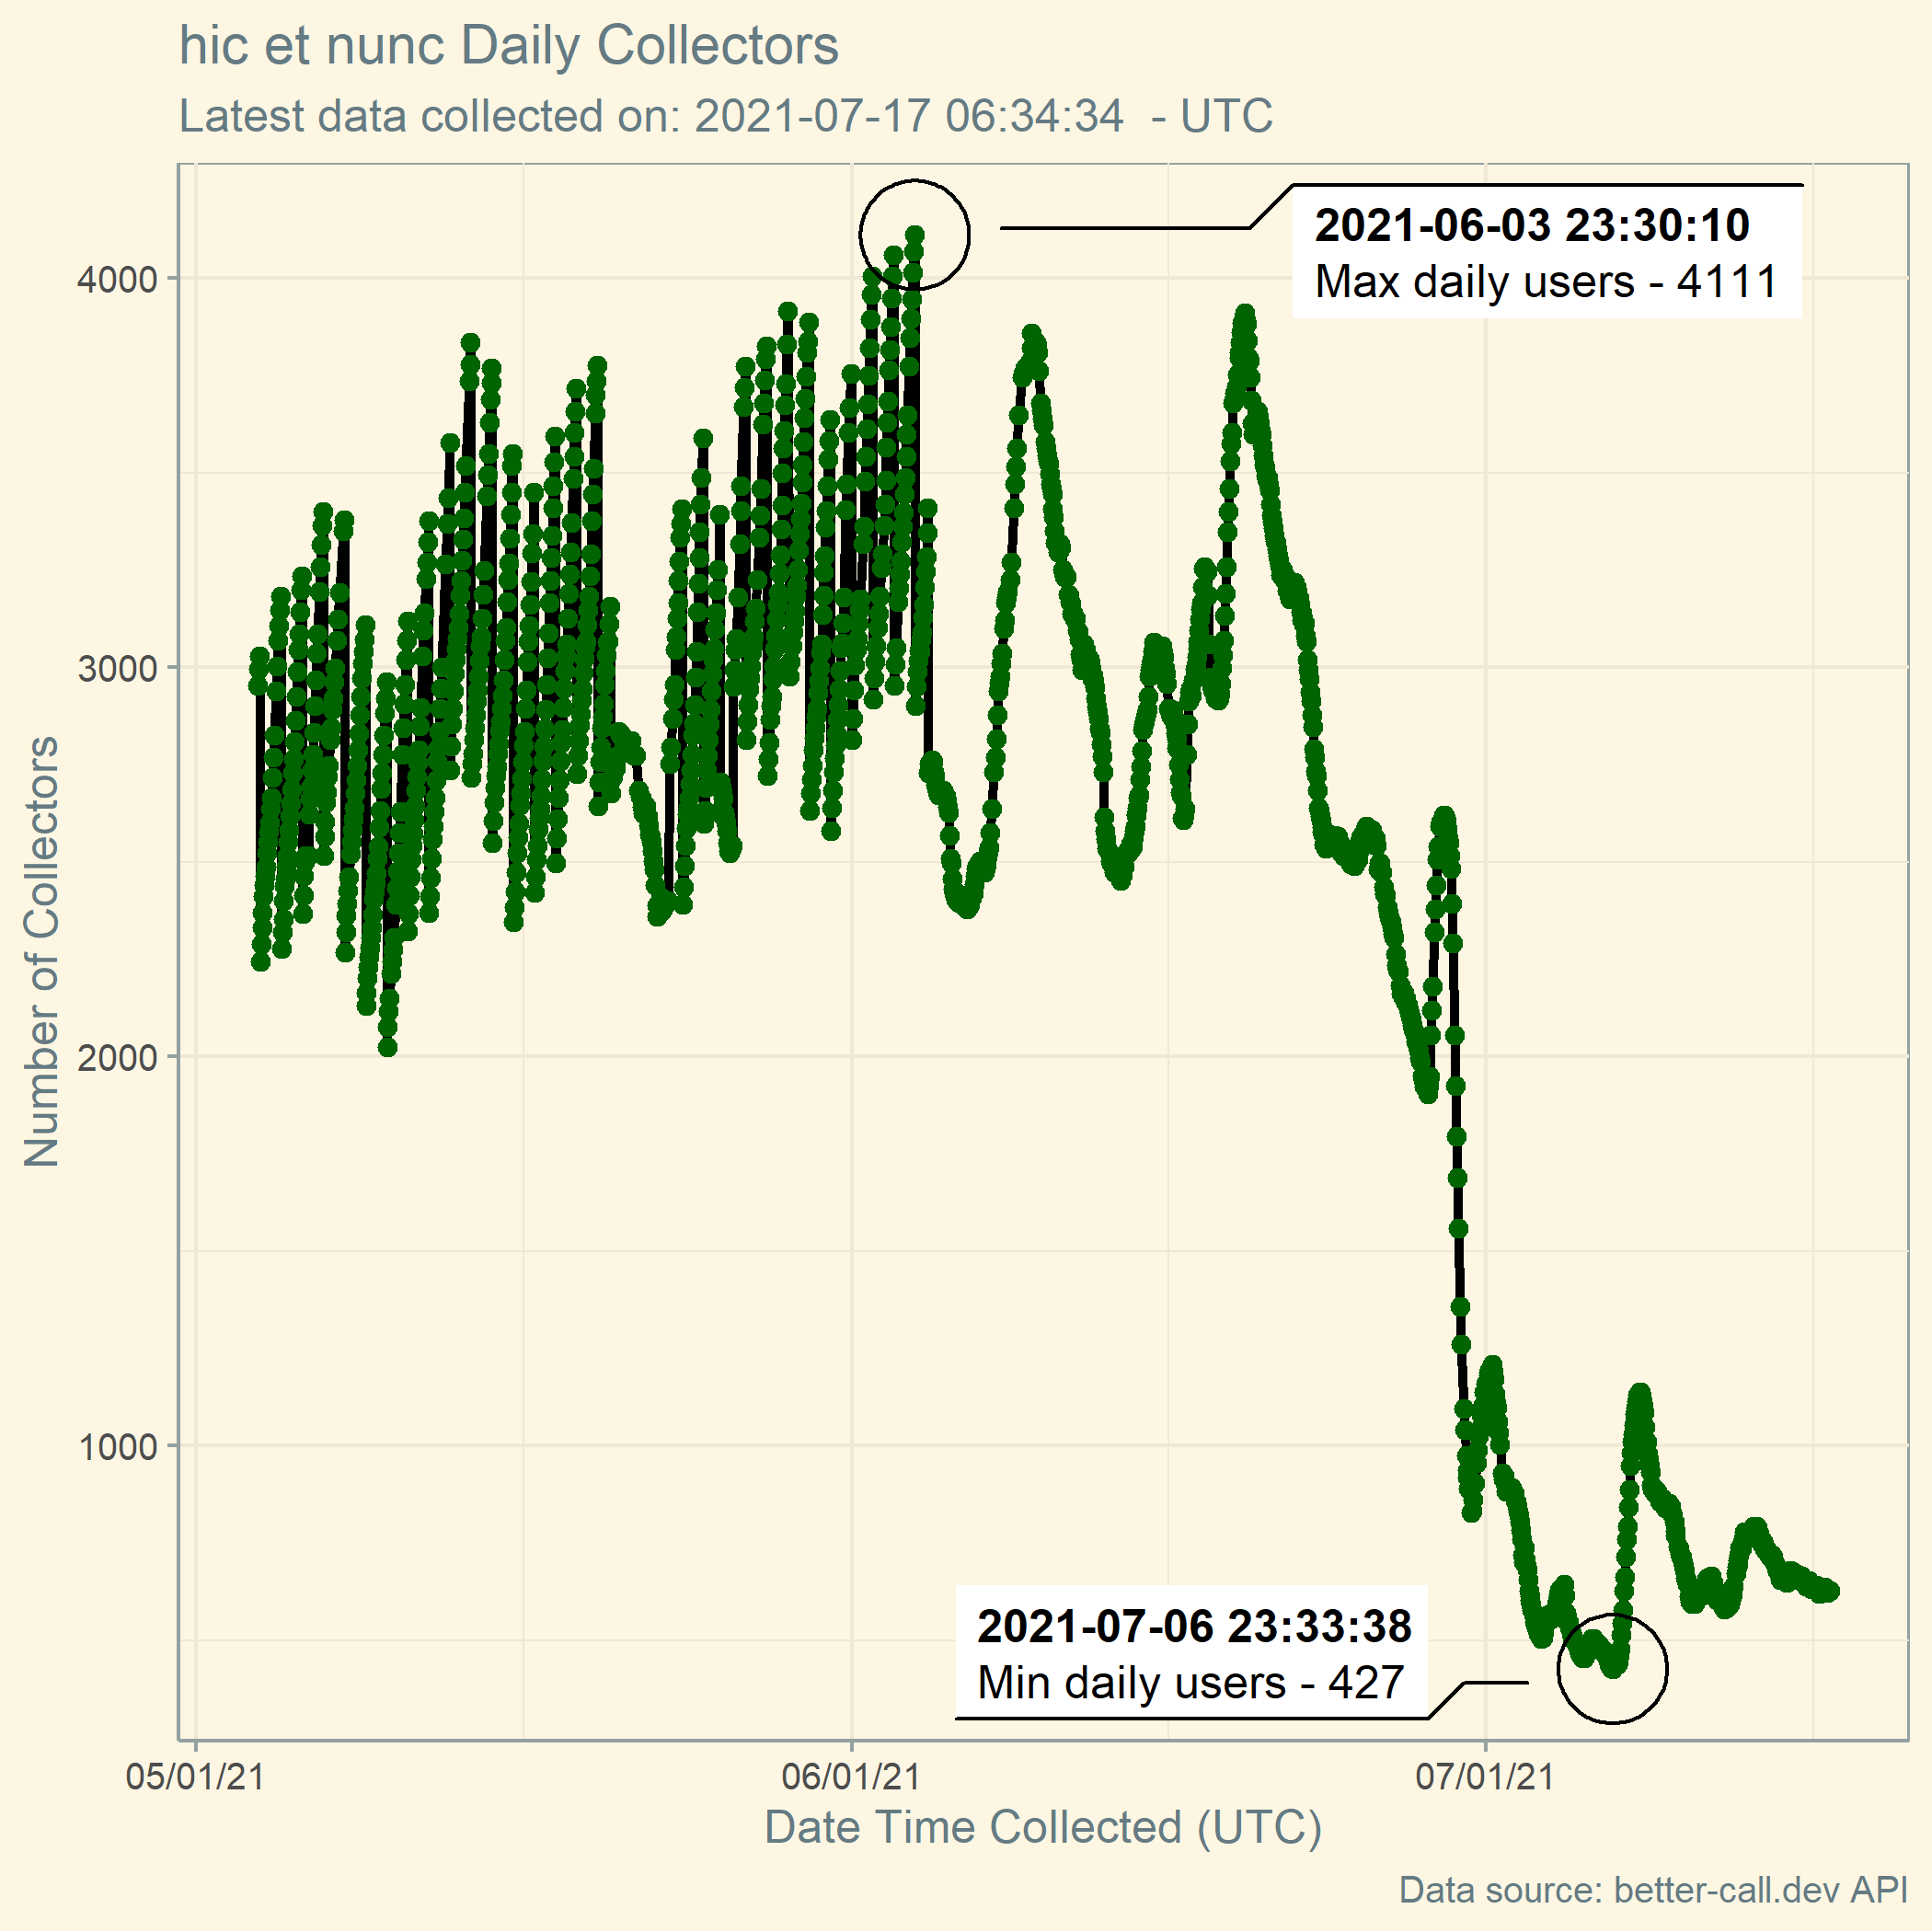 hic et nunc Daily Collectors
Latest data collected on: 2021-07-17 06:34:34  - UTC
2021-06-03 23:30:10
Max daily users - 4111
4000
3000
2000
1000
Number of Collectors
2021-07-06 23:33:38
Min daily users - 427
05/01/21
06/01/21
07/01/21
Date Time Collected (UTC)
Data source: better-call.dev API